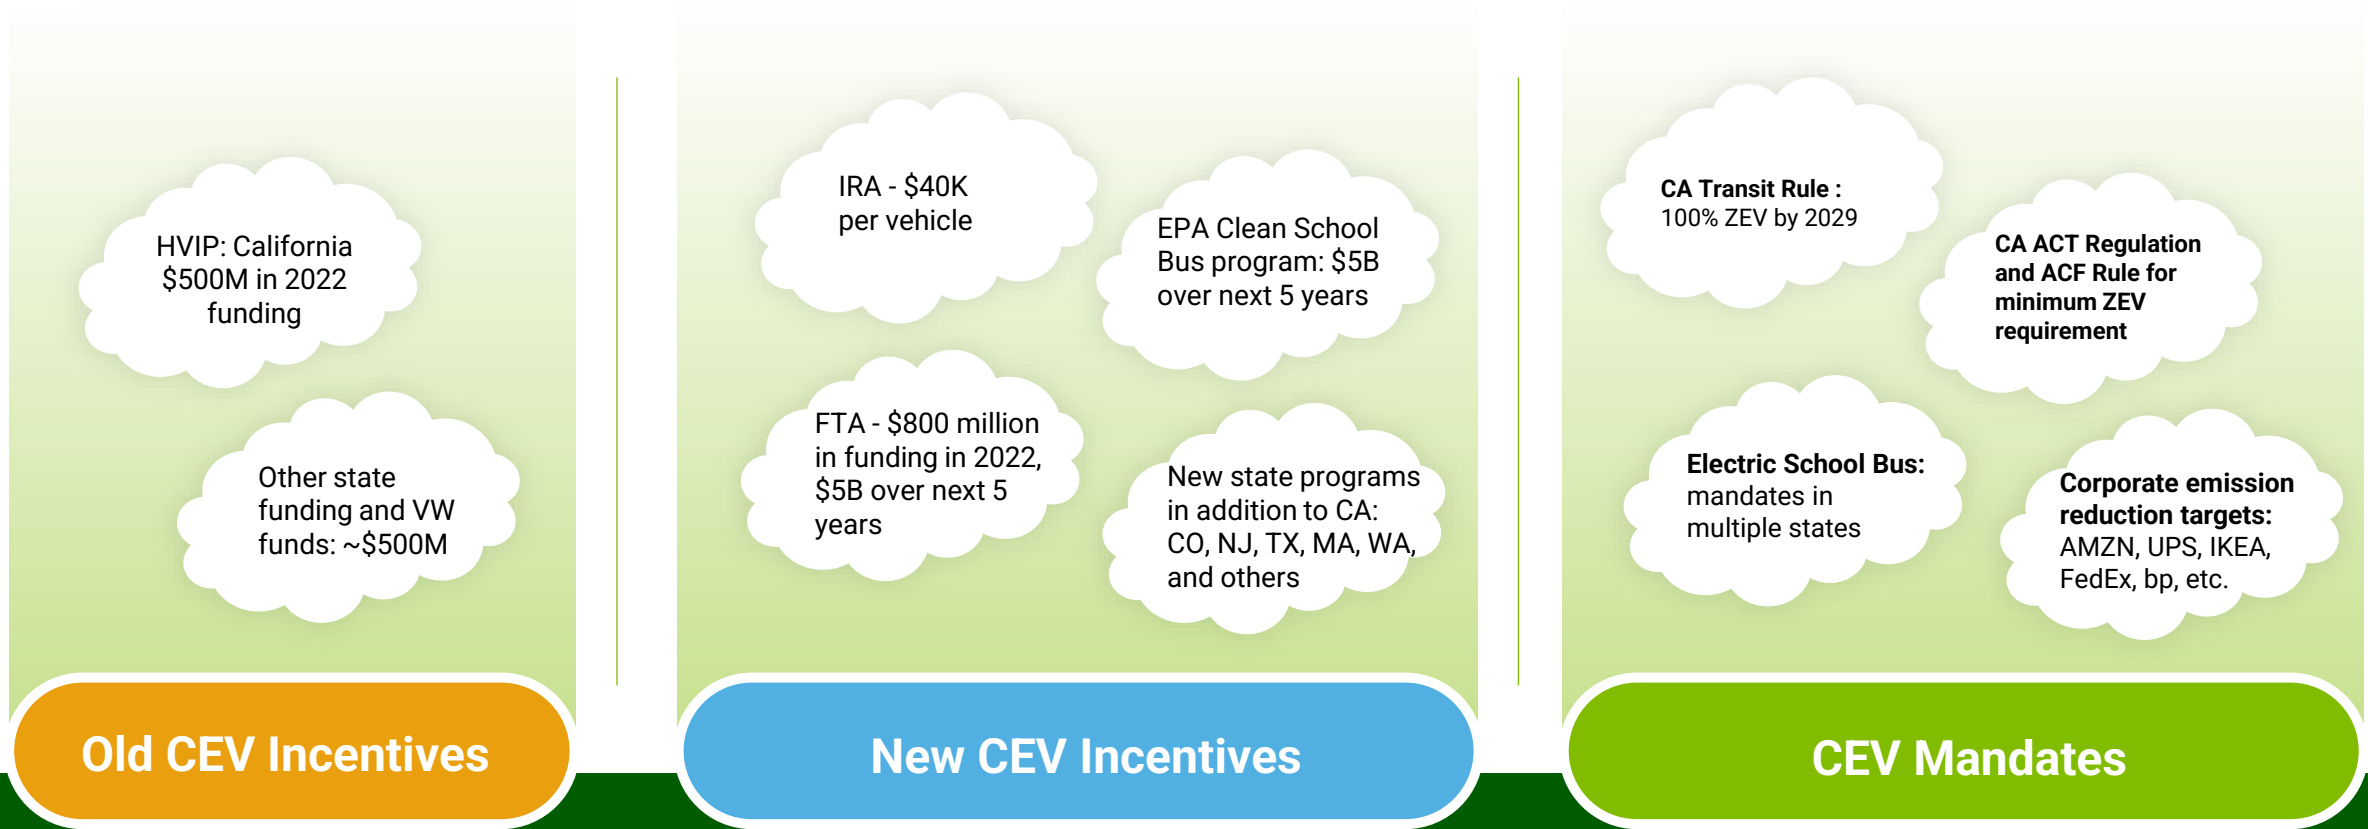 HVIP: California
$500M in 2022
funding
Other state
funding and VW
funds: ~$500M
Old CEV Incentives
IRA - $40K
per vehicle
EPA Clean School
Bus program: $5B
over next 5 years
FTA - $800 million
in funding in 2022,
$5B over next 5
years
New state programs
in addition to CA:
CO, NJ, TX, MA, WA,
and others
New CEV Incentives
CA Transit Rule :
100% ZEV by 2029
CA ACT Regulation
and ACF Rule for
minimum ZEV
requirement
Electric School Bus:
mandates in
multiple states
Corporate emission
reduction targets:
AMZN, UPS, IKEA,
FedEx, bp, etc.
CEV Mandates